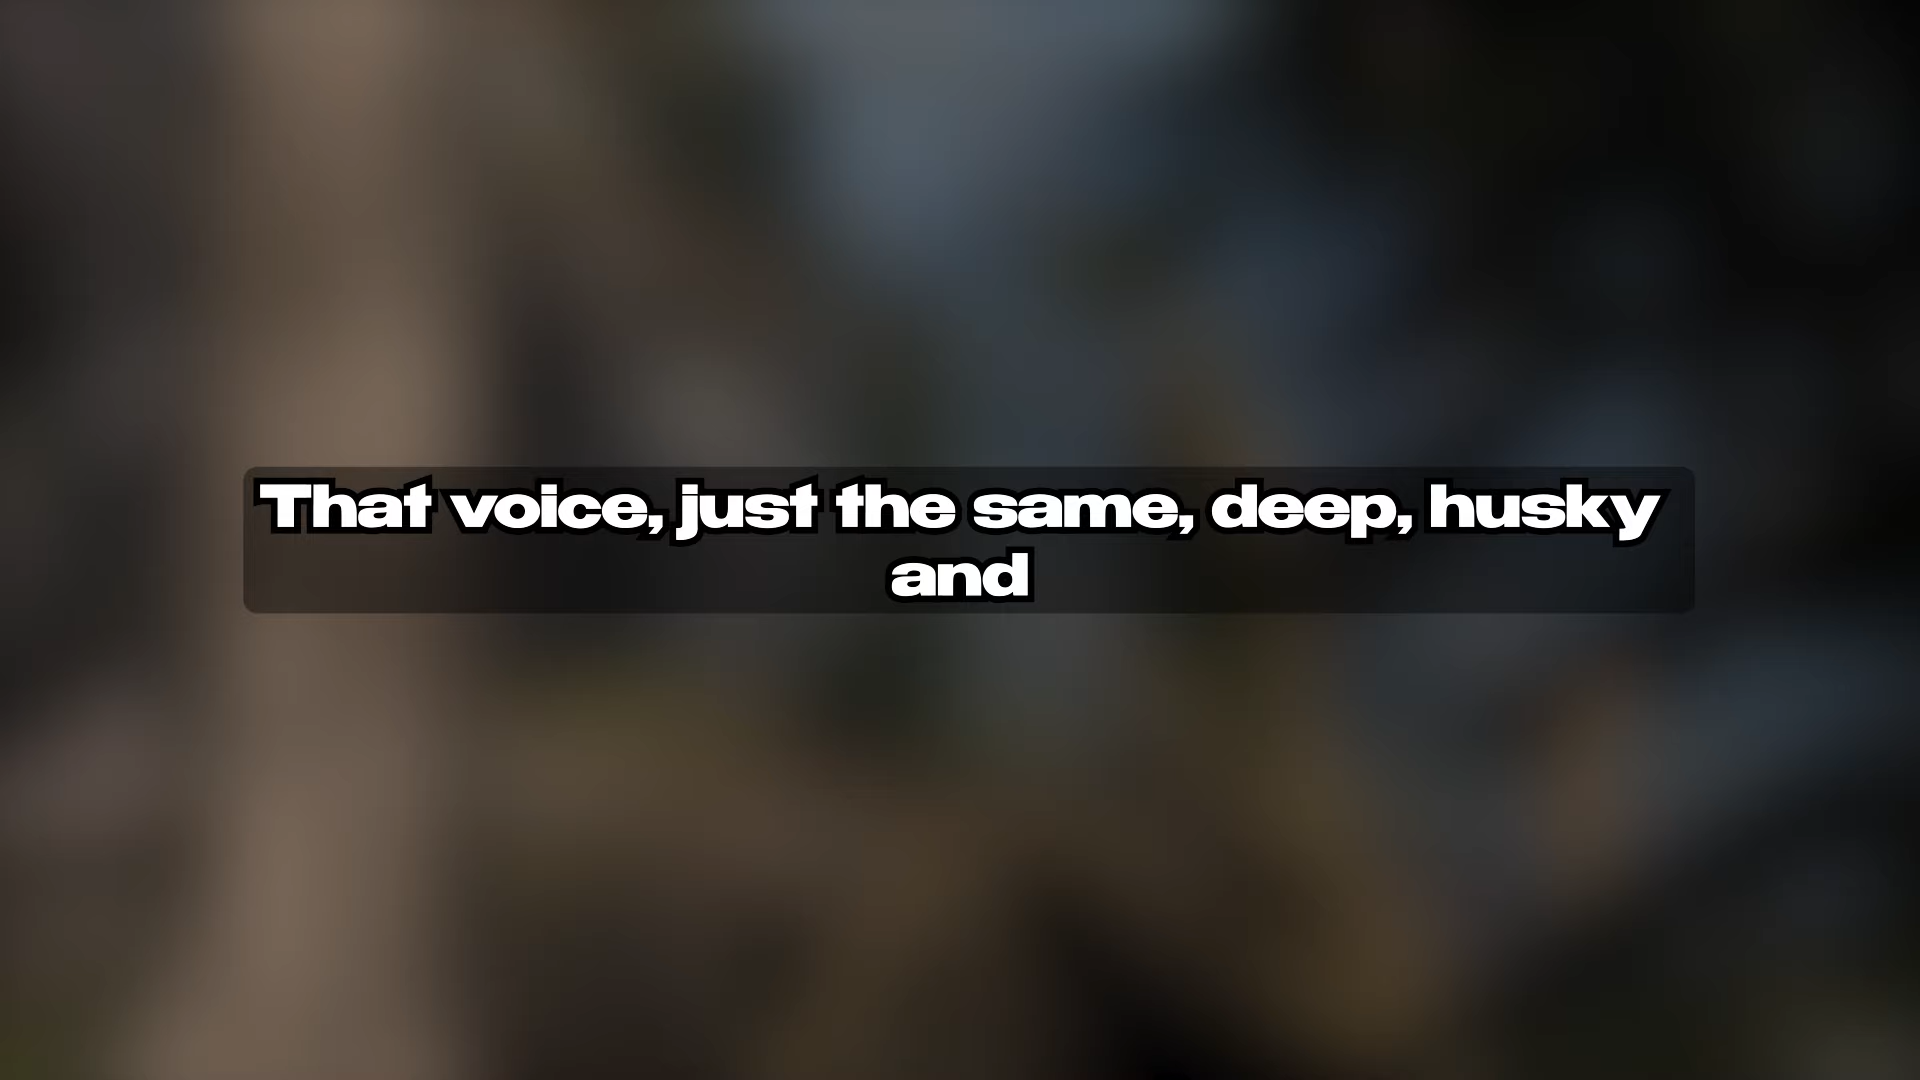 That voice, just the same, deep, husky
and